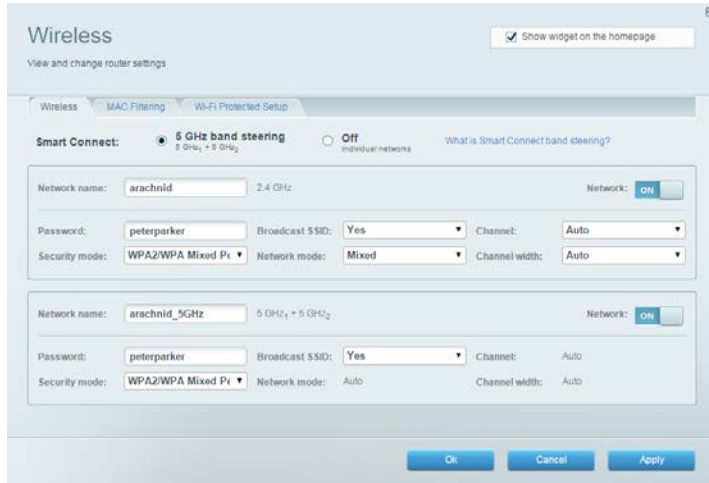 Wireless
Show widget on the homepage
View and change router settings
Wireless MAC Filtering Wi-Fi Protected Setup
Smart Connect: 5 GHz band steering Off What is Smart Connect band steering?
5 GHz1 + 5 GHz2 Individual networks
Network name: arachnid 2.4 GHz Network: ON
Password: peterparker Broadcast SSID: Yes Channel: Auto
Security mode: WPA2/WPA Mixed Network mode: Mixed Channel width: Auto
Network name: arachnid_5GHz 5 GHz1 + 5 GHz2 Network: ON
Password: peterparker Broadcast SSID: Yes Channel: Auto
Security mode: WPA2/WPA Mixed Network mode: Auto Channel width: Auto
Ok Cancel Apply